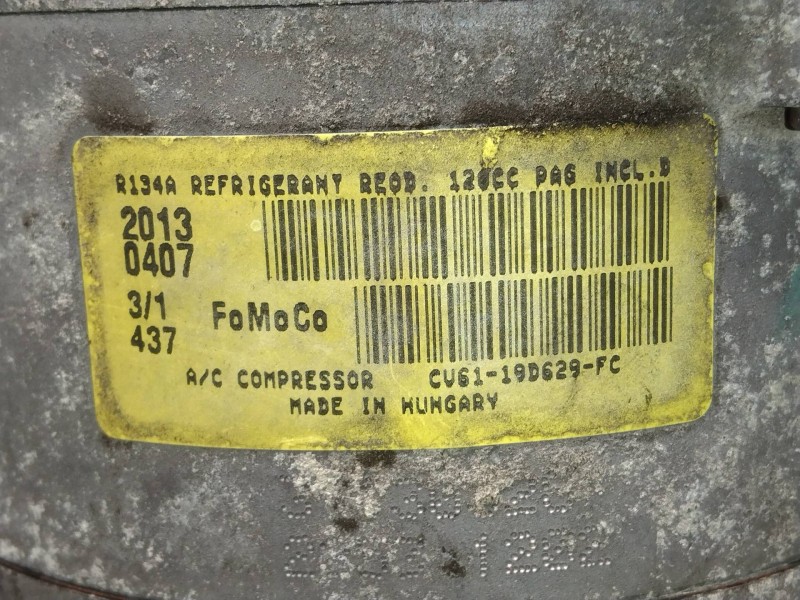 R134A REFRIGERANT REQD. 120CC PAG INCL.D
2013
0407
3/1
437
FoMoCo
A/C COMPRESSOR CV61-19D629-FC
MADE IN HUNGARY